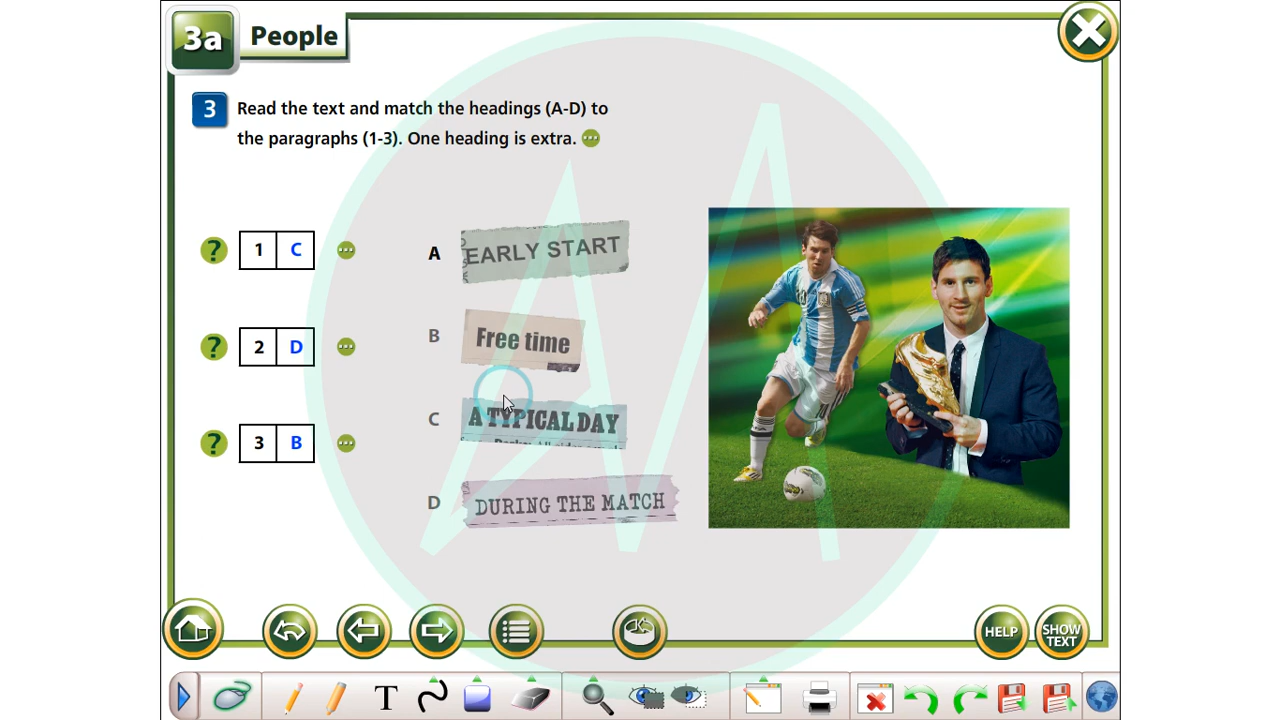 3a People
3 Read the text and match the headings (A-D) to
the paragraphs (1-3). One heading is extra.
? 1 C
A EARLY START
B Free time
? 2 D
C A TYPICAL DAY
? 3 B
D DURING THE MATCH
HELP
SHOW
TEXT
T